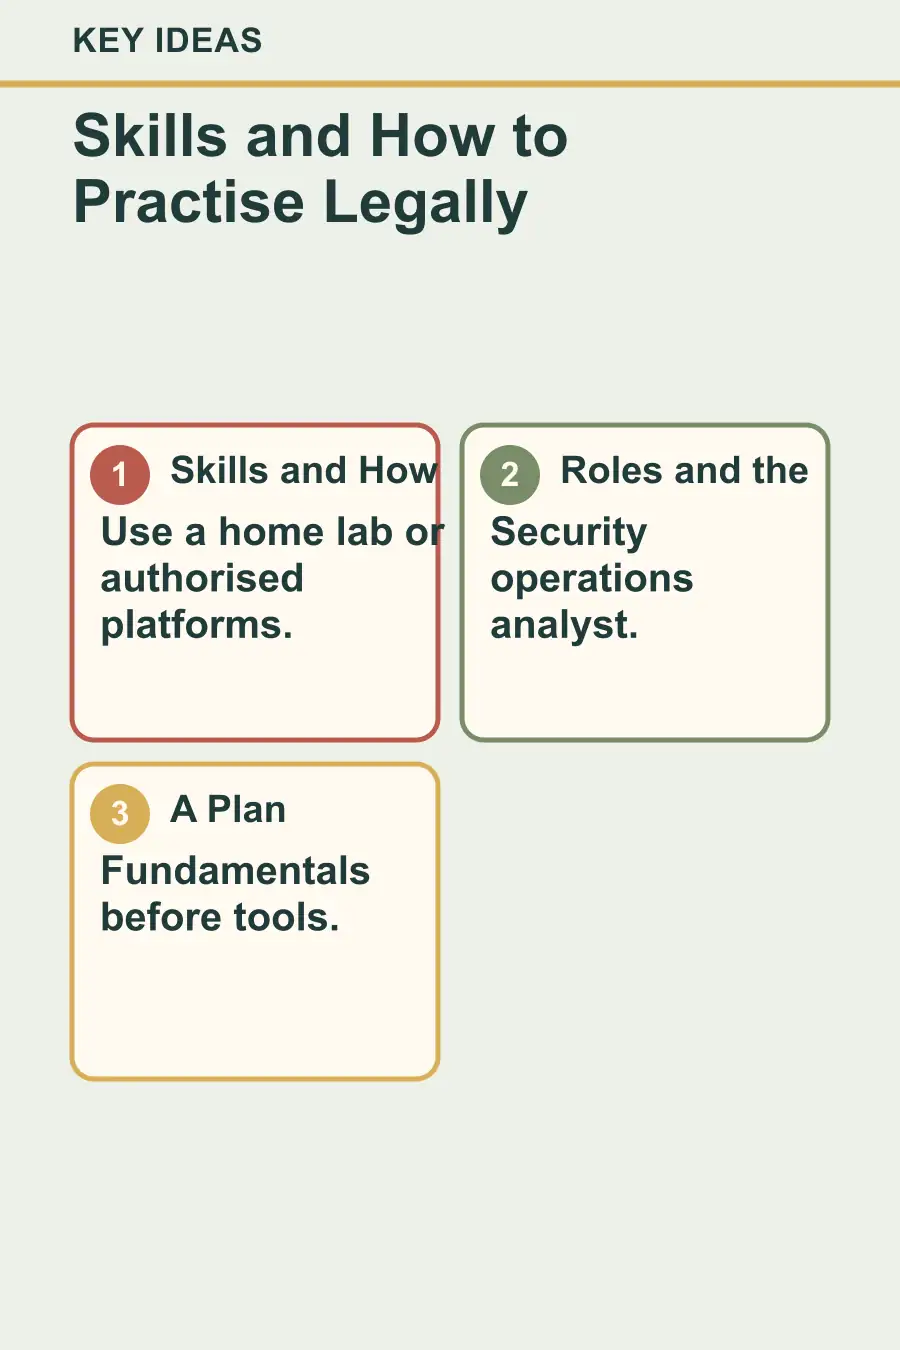 KEY IDEAS
Skills and How to
Practise Legally
1
Skills and How
Use a home lab or
authorised
platforms.
2
Roles and the
Security
operations
analyst.
3
A Plan
Fundamentals
before tools.